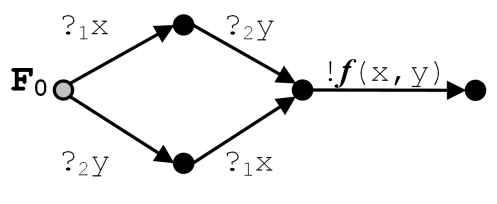 ?₁x ?₂y
F₀ !f(x,y)
?₂y ?₁x